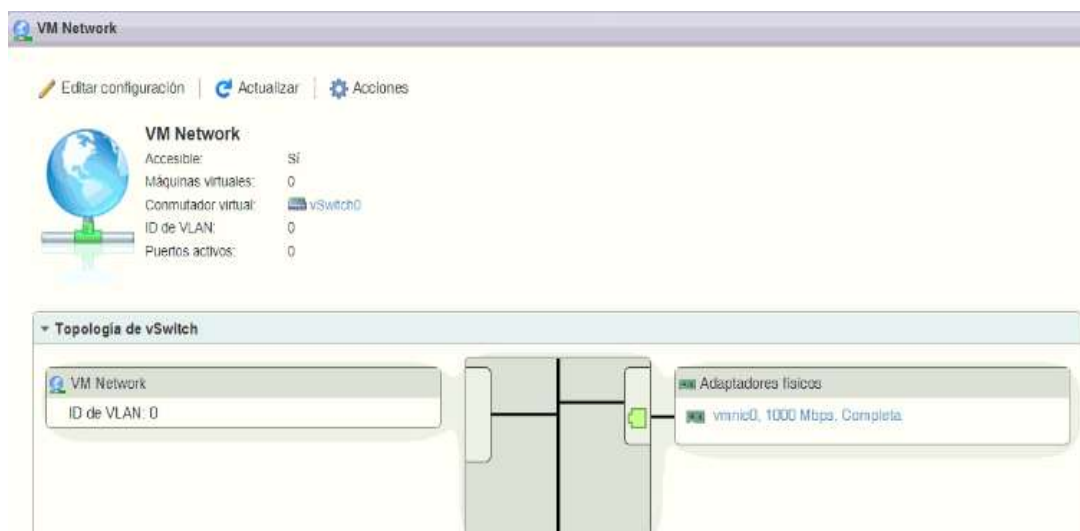 VM Network
Editar configuración | Actualizar | Acciones
VM Network
Accesible: Sí
Máquinas virtuales: 0
Conmutador virtual: vSwitch0
ID de VLAN: 0
Puertos activos: 0
Topología de vSwitch
VM Network
ID de VLAN: 0
Adaptadores físicos
vmnic0, 1000 Mbps, Completa